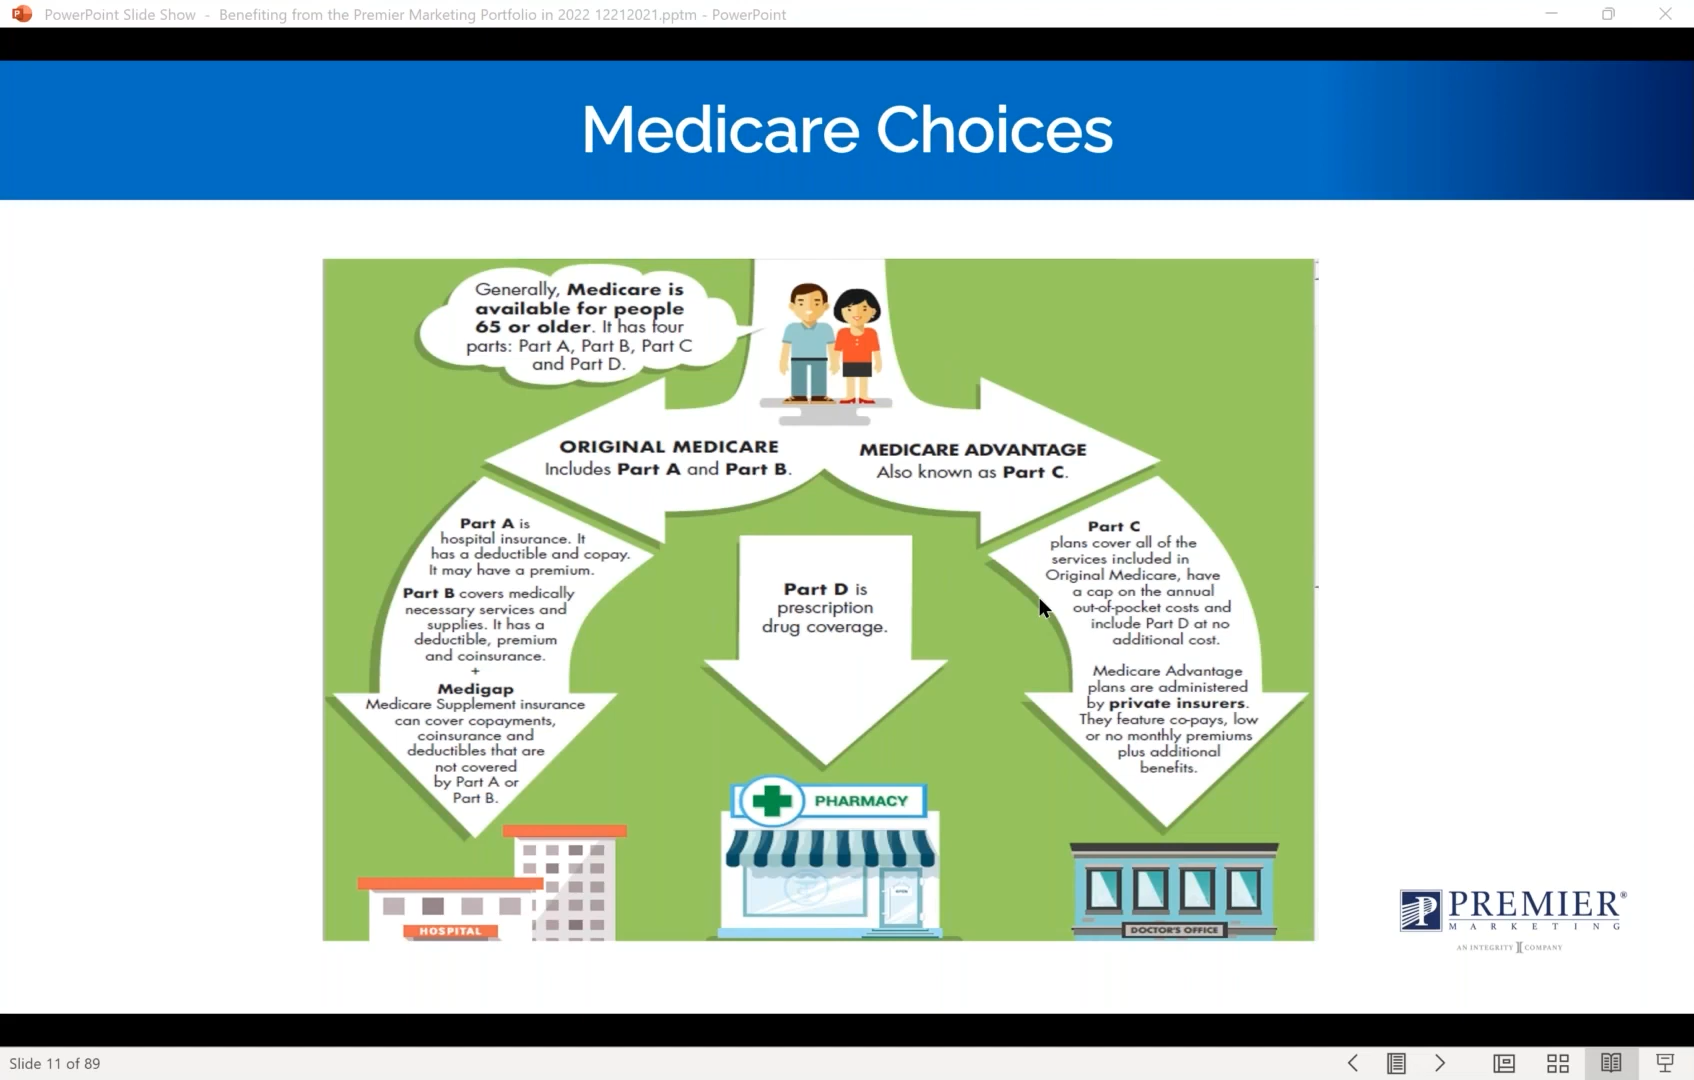 PowerPoint Slide Show - Benefiting from the Premier Marketing Portfolio in 2022 12212021.pptm - PowerPoint
Medicare Choices
Generally, Medicare is
available for people
65 or older. It has four
parts: Part A, Part B, Part C
and Part D.
ORIGINAL MEDICARE
Includes Part A and Part B.
MEDICARE ADVANTAGE
Also known as Part C.
Part A is
hospital insurance. It
has a deductible and copay.
It may have a premium.
Part B covers medically
necessary services and
supplies. It has a
deductible, premium
and coinsurance.
+
Medigap
Medicare Supplement insurance
can cover copayments,
coinsurance and
deductibles that are
not covered
by Part A or
Part B.
Part D is
prescription
drug coverage.
Part C
plans cover all of the
services included in
Original Medicare, have
a cap on the annual
out-of-pocket costs and
include Part D at no
additional cost.
Medicare Advantage
plans are administered
by private insurers.
They feature co-pays, low
or no monthly premiums
plus additional
benefits.
HOSPITAL
PHARMACY
DOCTOR'S OFFICE
PREMIER®
MARKETING
AN INTEGRITY COMPANY
Slide 11 of 89